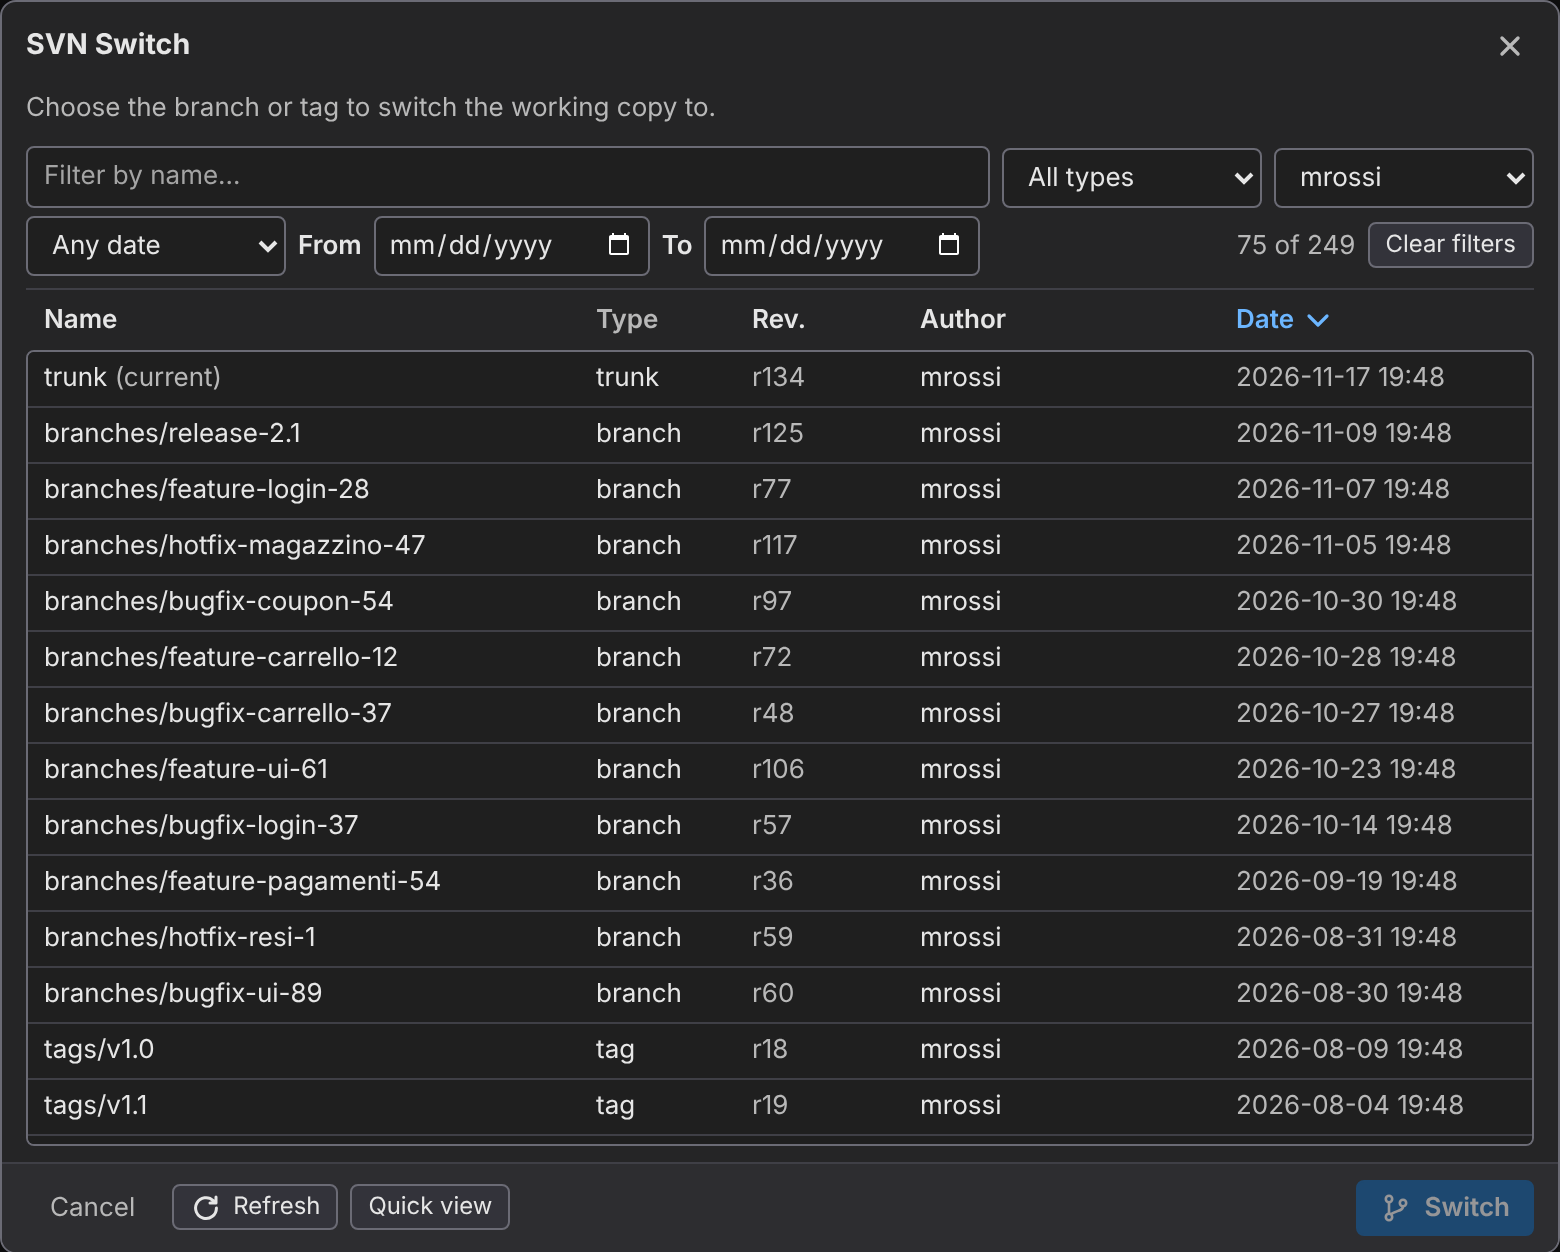 SVN Switch
Choose the branch or tag to switch the working copy to.
Filter by name... All types mrossi
Any date From mm/dd/yyyy To mm/dd/yyyy 75 of 249 Clear filters
Name Type Rev. Author Date
trunk (current) trunk r134 mrossi 2026-11-17 19:48
branches/release-2.1 branch r125 mrossi 2026-11-09 19:48
branches/feature-login-28 branch r77 mrossi 2026-11-07 19:48
branches/hotfix-magazzino-47 branch r117 mrossi 2026-11-05 19:48
branches/bugfix-coupon-54 branch r97 mrossi 2026-10-30 19:48
branches/feature-carrello-12 branch r72 mrossi 2026-10-28 19:48
branches/bugfix-carrello-37 branch r48 mrossi 2026-10-27 19:48
branches/feature-ui-61 branch r106 mrossi 2026-10-23 19:48
branches/bugfix-login-37 branch r57 mrossi 2026-10-14 19:48
branches/feature-pagamenti-54 branch r36 mrossi 2026-09-19 19:48
branches/hotfix-resi-1 branch r59 mrossi 2026-08-31 19:48
branches/bugfix-ui-89 branch r60 mrossi 2026-08-30 19:48
tags/v1.0 tag r18 mrossi 2026-08-09 19:48
tags/v1.1 tag r19 mrossi 2026-08-04 19:48
Cancel Refresh Quick view Switch